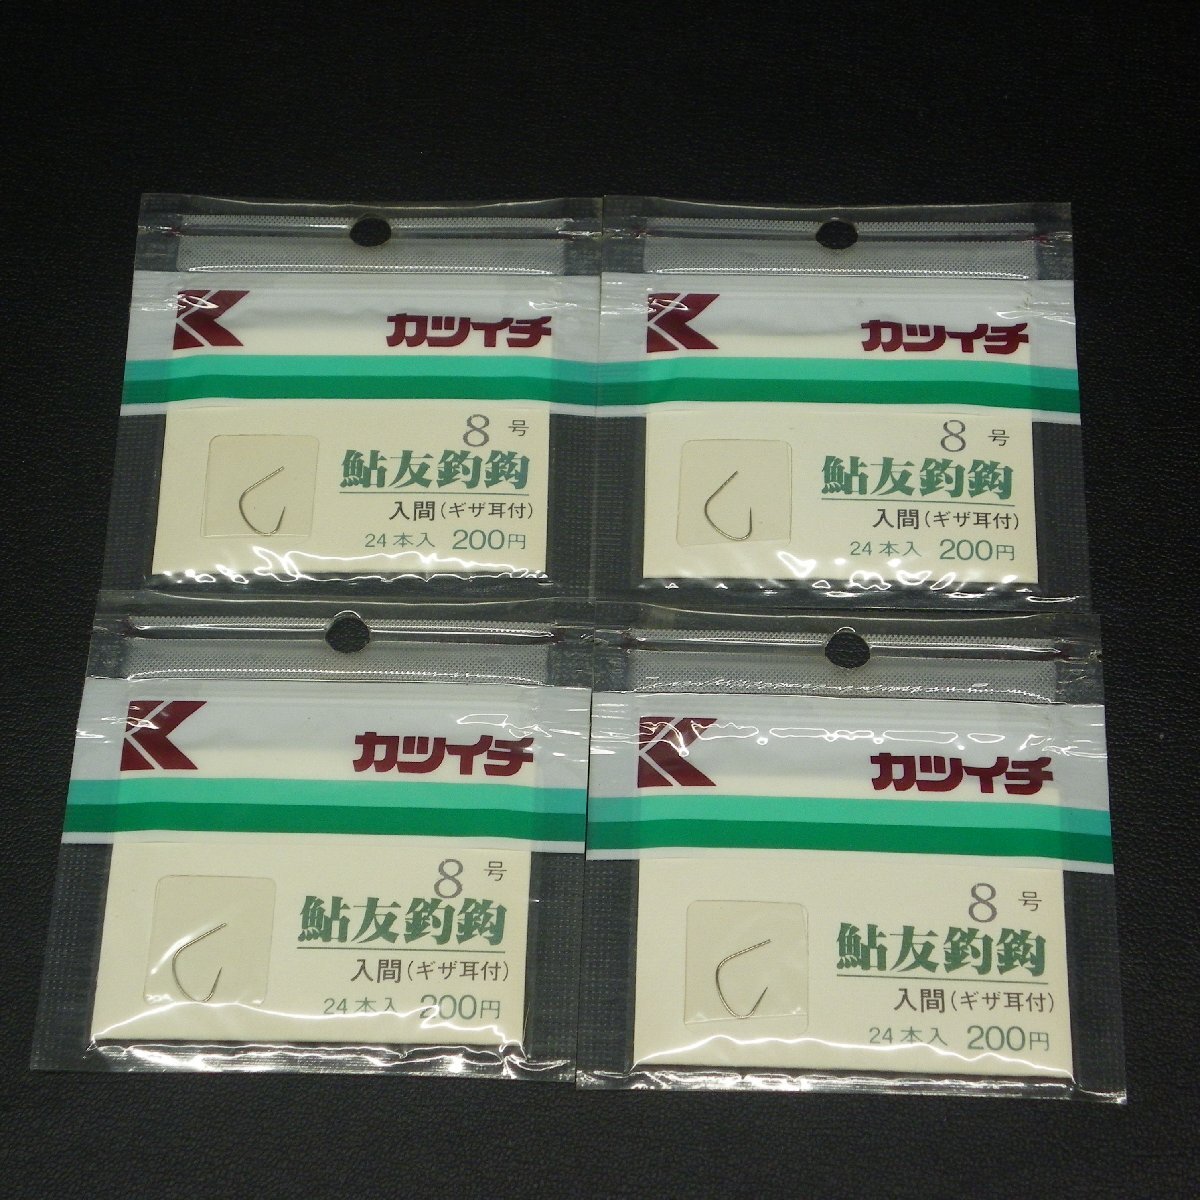 K カツイチ
8号
鮎友釣鈎
入間(ギザ耳付)
24本入 200円
K カツイチ
8号
鮎友釣鈎
入間(ギザ耳付)
24本入 200円
K カツイチ
8号
鮎友釣鈎
入間(ギザ耳付)
24本入 200円
K カツイチ
8号
鮎友釣鈎
入間(ギザ耳付)
24本入 200円